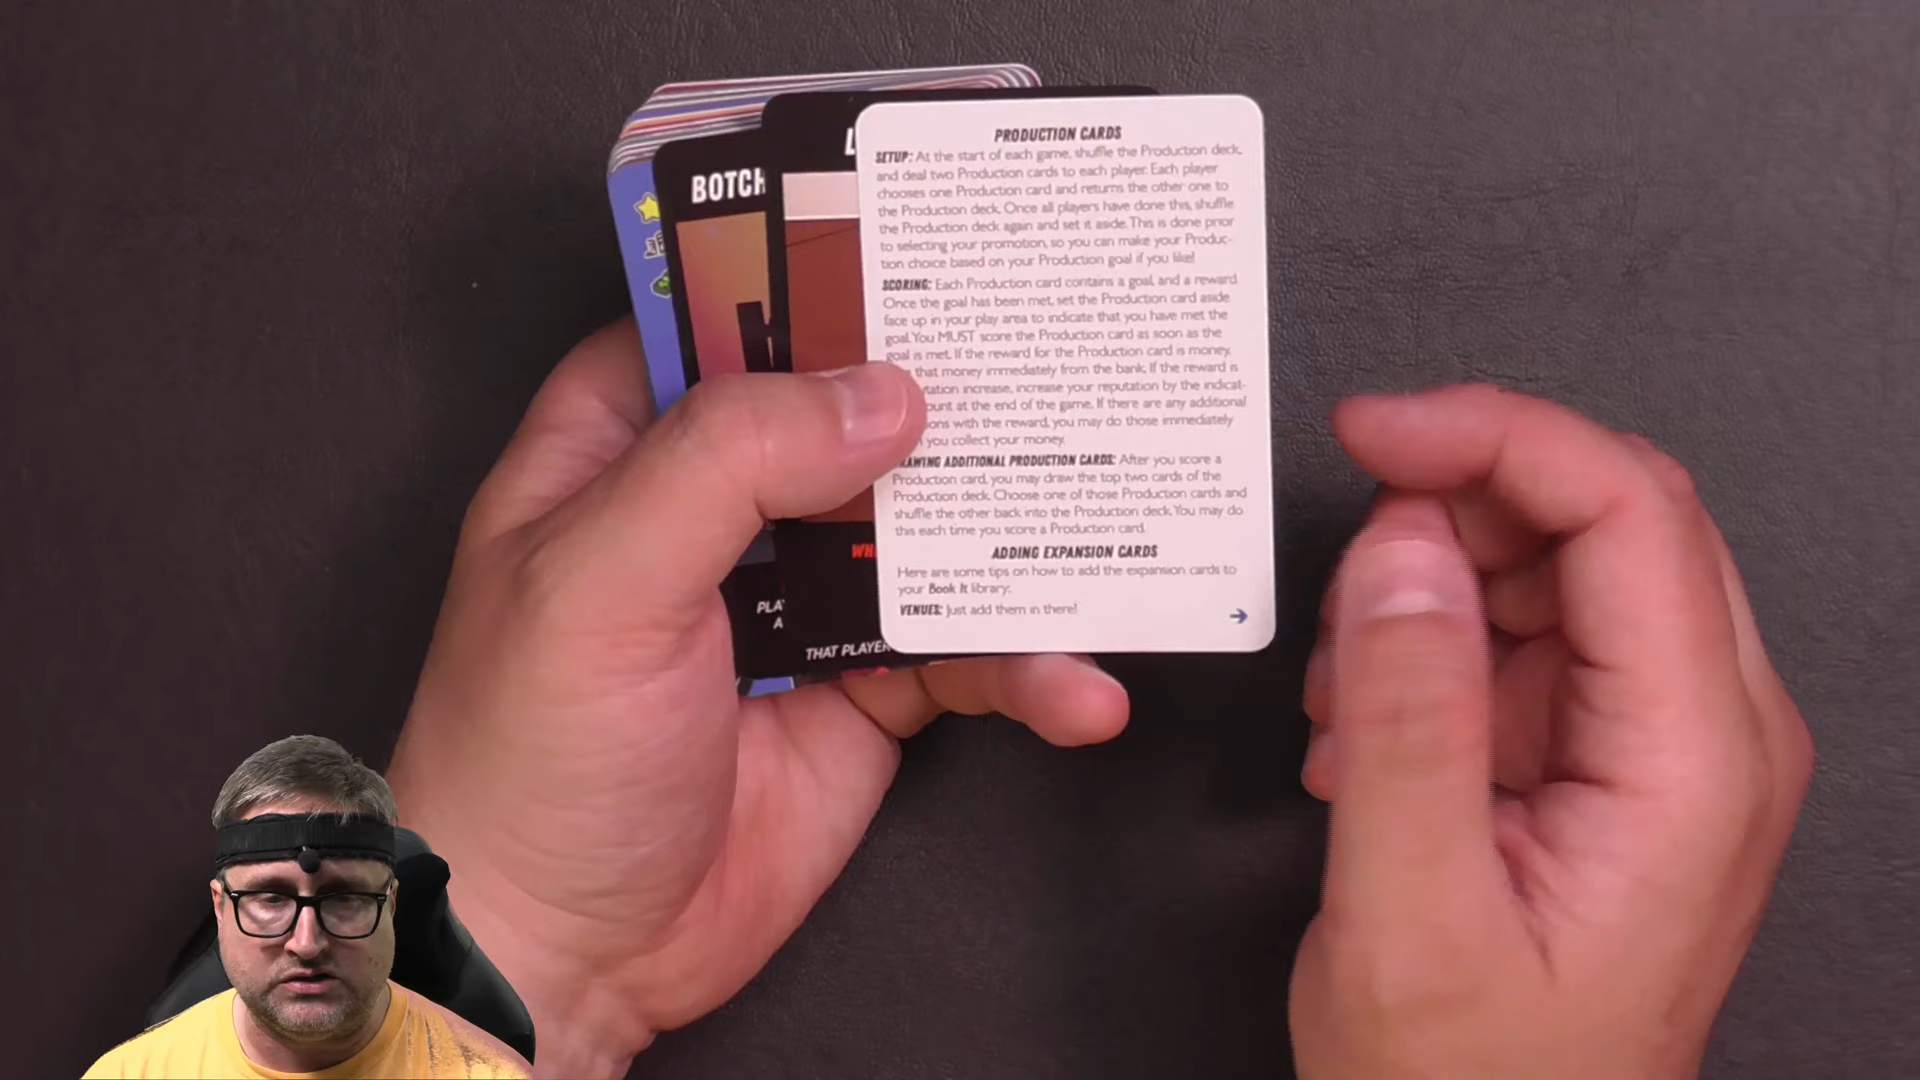 BOTCH
L
PRODUCTION CARDS
SETUP: At the start of each game, shuffle the Production deck,
and deal two Production cards to each player. Each player
chooses one Production card and returns the other one to
the Production deck. Once all players have done this, shuffle
the Production deck again and set it aside. This is done prior
to selecting your promotion, so you can make your Produc-
tion choice based on your Production goal if you like!
SCORING: Each Production card contains a goal, and a reward.
Once the goal has been met, set the Production card aside
face up in your play area to indicate that you have met the
goal. You MUST score the Production card as soon as the
goal is met. If the reward for the Production card is money,
that money immediately from the bank. If the reward is
tation increase, increase your reputation by the indicat-
ount at the end of the game. If there are any additional
ions with the reward, you may do those immediately
you collect your money.
AWING ADDITIONAL PRODUCTION CARDS: After you score a
Production card, you may draw the top two cards of the
Production deck. Choose one of those Production cards and
shuffle the other back into the Production deck. You may do
this each time you score a Production card.
ADDING EXPANSION CARDS
Here are some tips on how to add the expansion cards to
your Book It library.
VENUES: Just add them in there!
WH
PLA
A
THAT PLAYER